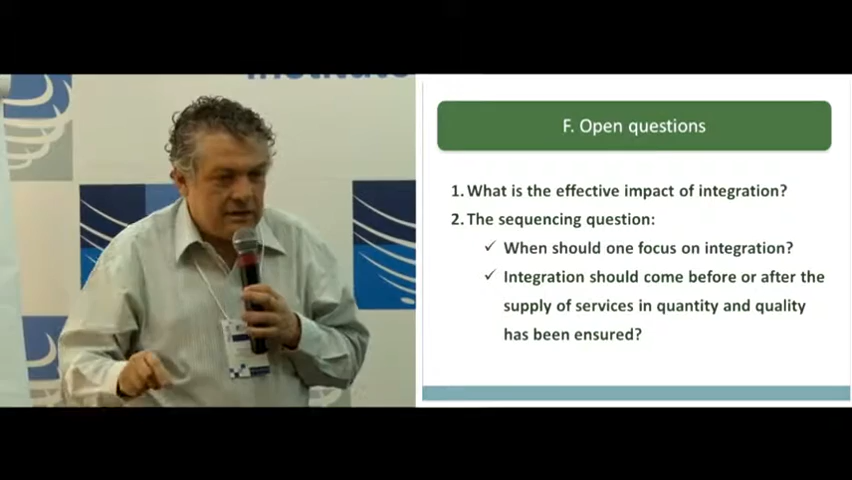 Institute
F. Open questions
1. What is the effective impact of integration?
2. The sequencing question:
✓ When should one focus on integration?
✓ Integration should come before or after the
supply of services in quantity and quality
has been ensured?